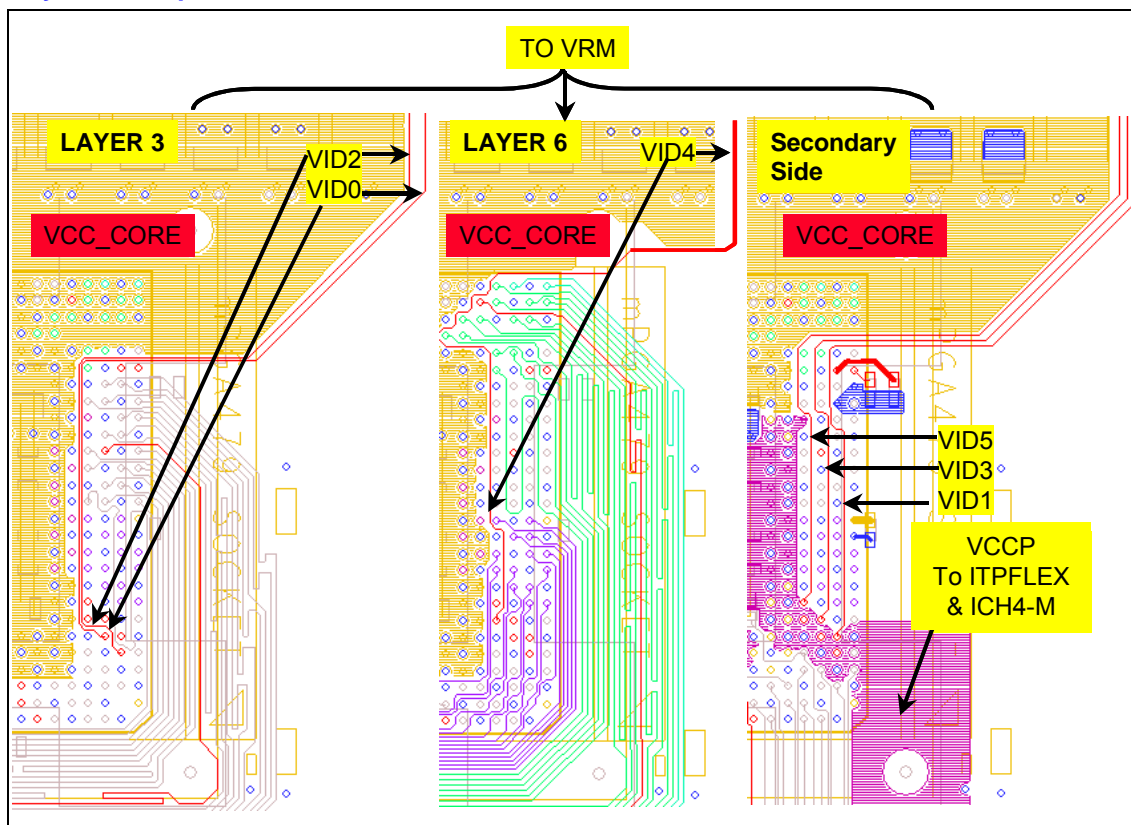 TO VRM
LAYER 3
VID2
VID0
VCC_CORE
LAYER 6
VID4
VCC_CORE
Secondary
Side
VCC_CORE
VID5
VID3
VID1
VCCP
To ITPFLEX
& ICH4-M